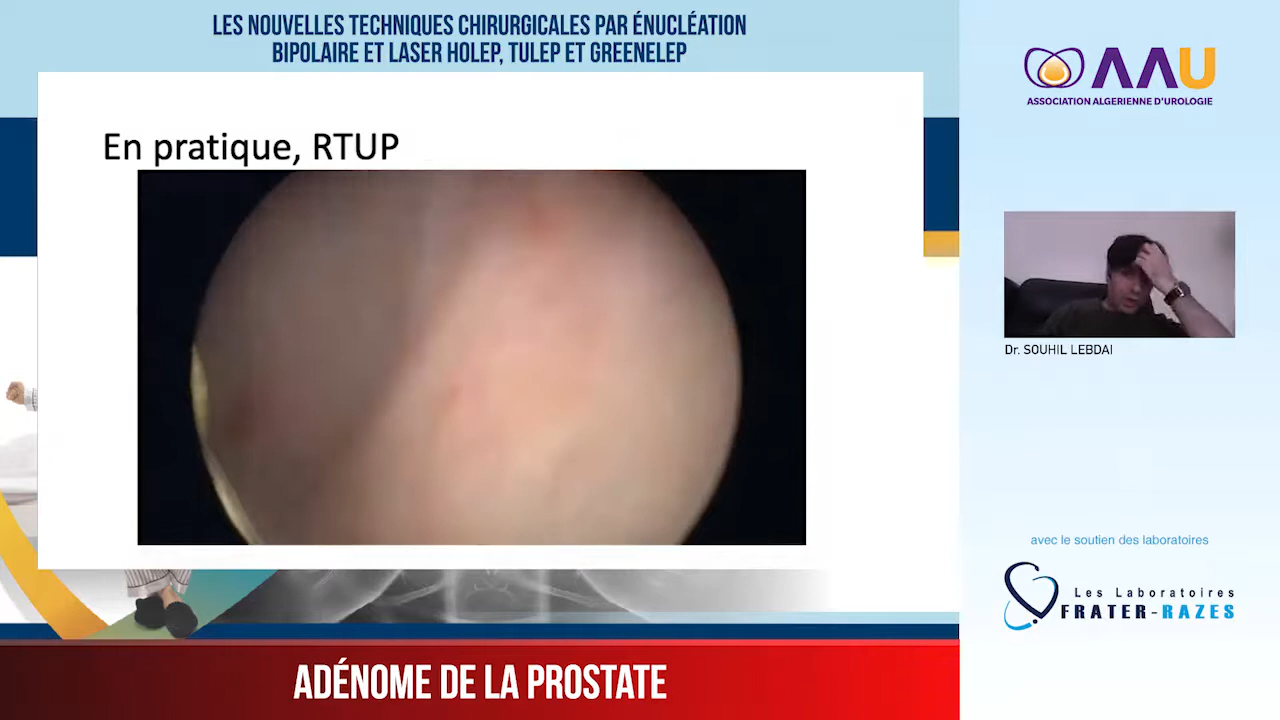 LES NOUVELLES TECHNIQUES CHIRURGICALES PAR ÉNUCLÉATION
BIPOLAIRE ET LASER HOLEP, TULEP ET GREENELEP
En pratique, RTUP
ADÉNOME DE LA PROSTATE
AAU
ASSOCIATION ALGERIENNE D'UROLOGIE
Dr. SOUHIL LEBDAI
avec le soutien des laboratoires
Les Laboratoires
FRATER-RAZES